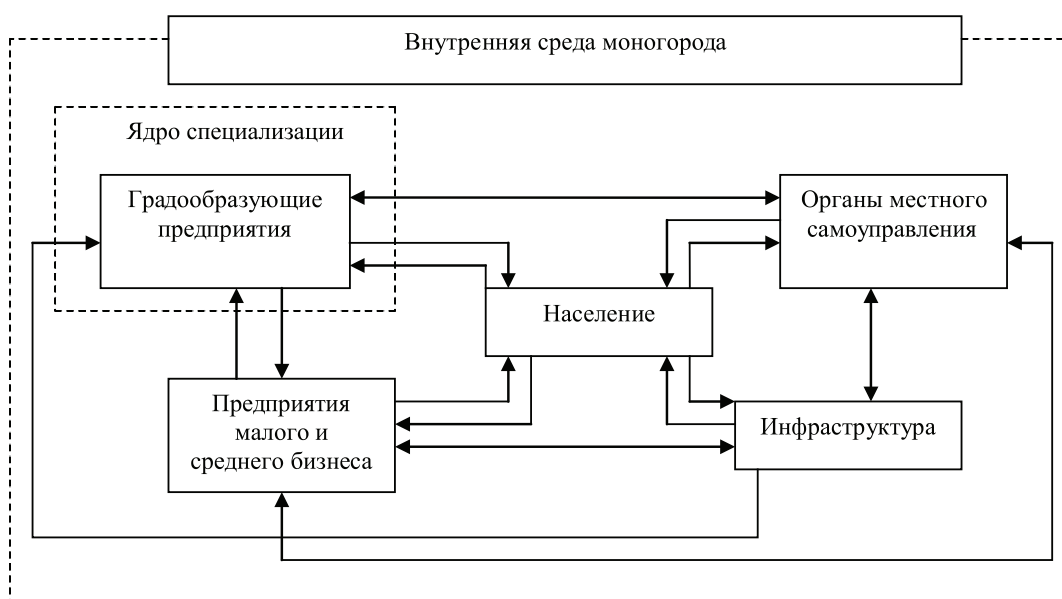 Внутренняя среда моногорода
Ядро специализации
Градообразующие
предприятия
Органы местного
самоуправления
Население
Предприятия
малого и
среднего бизнеса
Инфраструктура